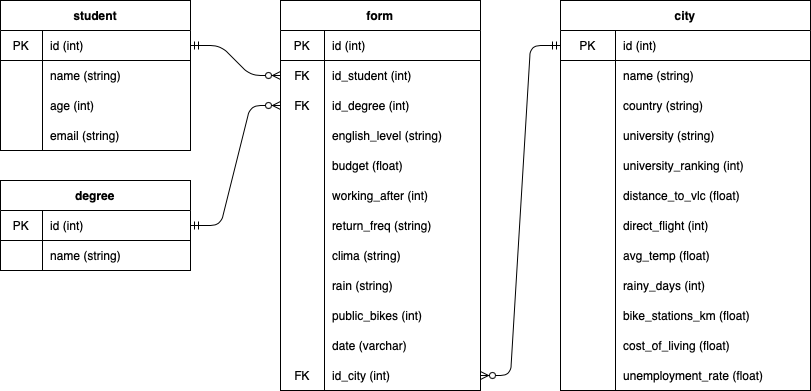 student
PK id (int)
name (string)
age (int)
email (string)
degree
PK id (int)
name (string)
form
PK id (int)
FK id_student (int)
FK id_degree (int)
english_level (string)
budget (float)
working_after (int)
return_freq (string)
clima (string)
rain (string)
public_bikes (int)
date (varchar)
FK id_city (int)
city
PK id (int)
name (string)
country (string)
university (string)
university_ranking (int)
distance_to_vlc (float)
direct_flight (int)
avg_temp (float)
rainy_days (int)
bike_stations_km (float)
cost_of_living (float)
unemployment_rate (float)